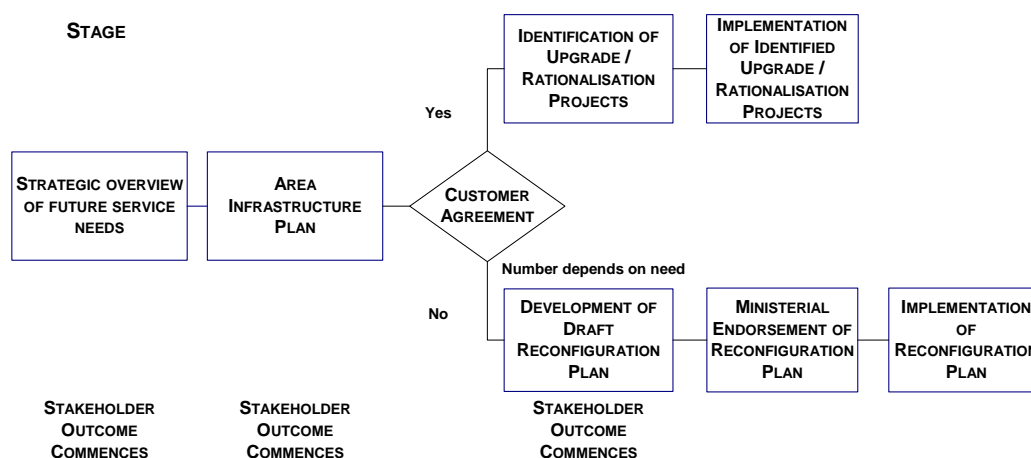 STAGE
IDENTIFICATION OF
UPGRADE /
RATIONALISATION
PROJECTS
IMPLEMENTATION
OF IDENTIFIED
UPGRADE /
RATIONALISATION
PROJECTS
Yes
STRATEGIC OVERVIEW
OF FUTURE SERVICE
NEEDS
AREA
INFRASTRUCTURE
PLAN
CUSTOMER
AGREEMENT
Number depends on need
No
DEVELOPMENT OF
DRAFT
RECONFIGURATION
PLAN
MINISTERIAL
ENDORSEMENT OF
RECONFIGURATION
PLAN
IMPLEMENTATION
OF
RECONFIGURATION
PLAN
STAKEHOLDER
OUTCOME
COMMENCES
STAKEHOLDER
OUTCOME
COMMENCES
STAKEHOLDER
OUTCOME
COMMENCES